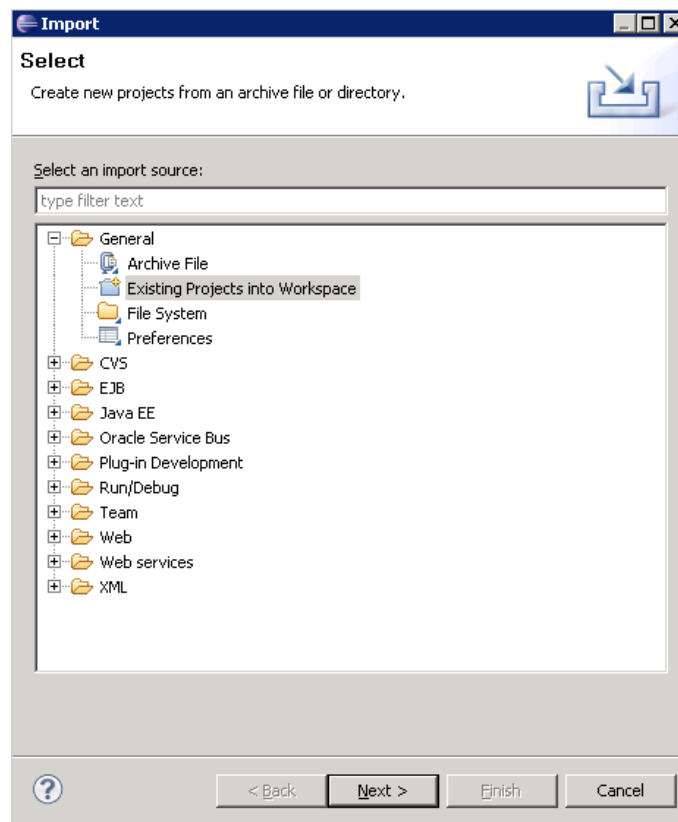 Import
Select
Create new projects from an archive file or directory.
Select an import source:
type filter text
General
Archive File
Existing Projects into Workspace
File System
Preferences
CVS
EJB
Java EE
Oracle Service Bus
Plug-in Development
Run/Debug
Team
Web
Web services
XML
?
< Back
Next >
Finish
Cancel